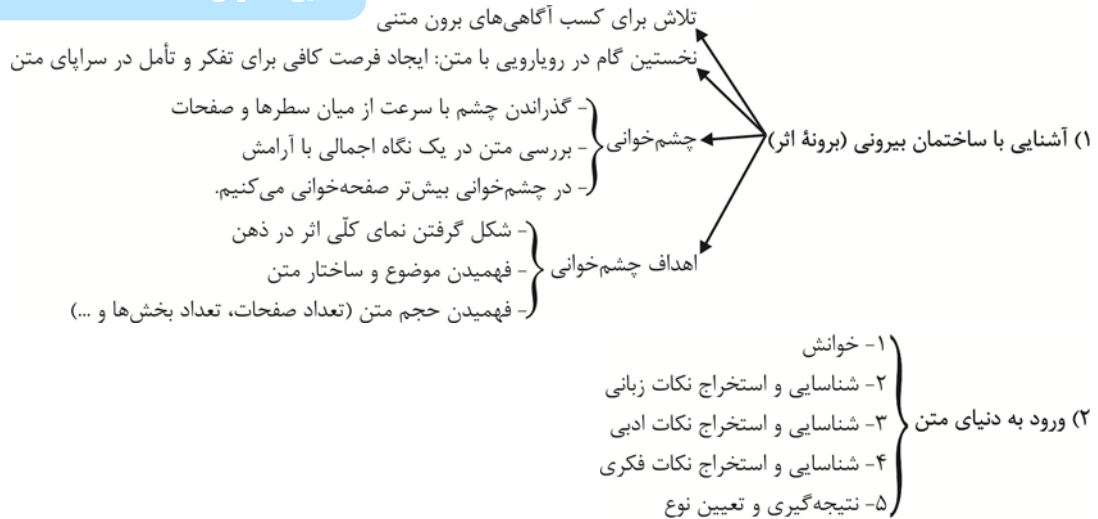 تلاش برای کسب آگاهی‌های برون متنی
نخستین گام در رویارویی با متن: ایجاد فرصت کافی برای تفکر و تأمل در سراپای متن
۱) آشنایی با ساختمان بیرونی (برونۀ اثر)
چشم‌خوانی
- گذراندن چشم با سرعت از میان سطرها و صفحات
- بررسی متن در یک نگاه اجمالی با آرامش
- در چشم‌خوانی بیش‌تر صفحه‌خوانی می‌کنیم.
اهداف چشم‌خوانی
- شکل گرفتن نمای کلّی اثر در ذهن
- فهمیدن موضوع و ساختار متن
- فهمیدن حجم متن (تعداد صفحات، تعداد بخش‌ها و ...)
۲) ورود به دنیای متن
۱- خوانش
۲- شناسایی و استخراج نکات زبانی
۳- شناسایی و استخراج نکات ادبی
۴- شناسایی و استخراج نکات فکری
۵- نتیجه‌گیری و تعیین نوع